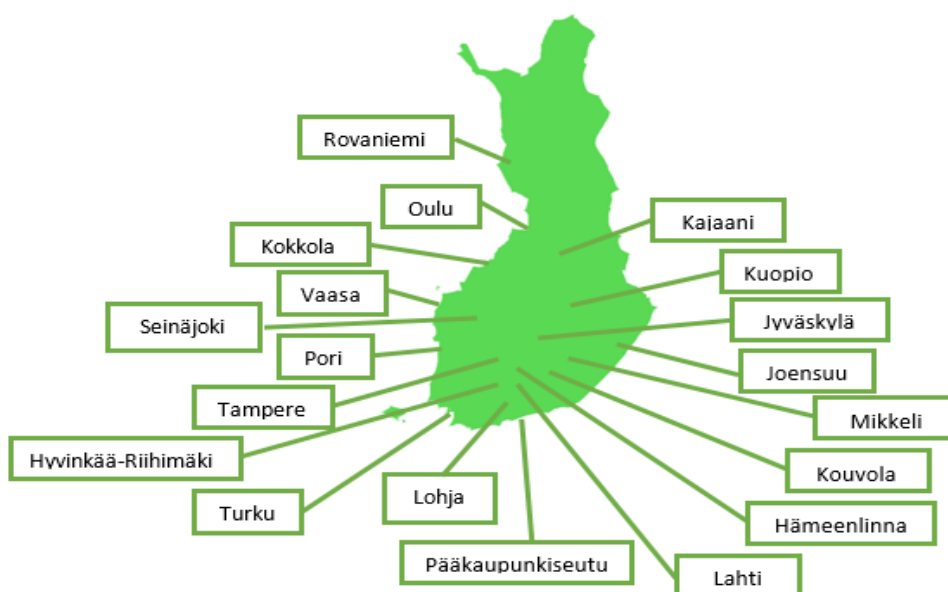 Rovaniemi
Oulu
Kajaani
Kokkola
Kuopio
Vaasa
Seinäjoki
Jyväskylä
Pori
Joensuu
Tampere
Mikkeli
Hyvinkää-Riihimäki
Kouvola
Lohja
Turku
Hämeenlinna
Pääkaupunkiseutu
Lahti